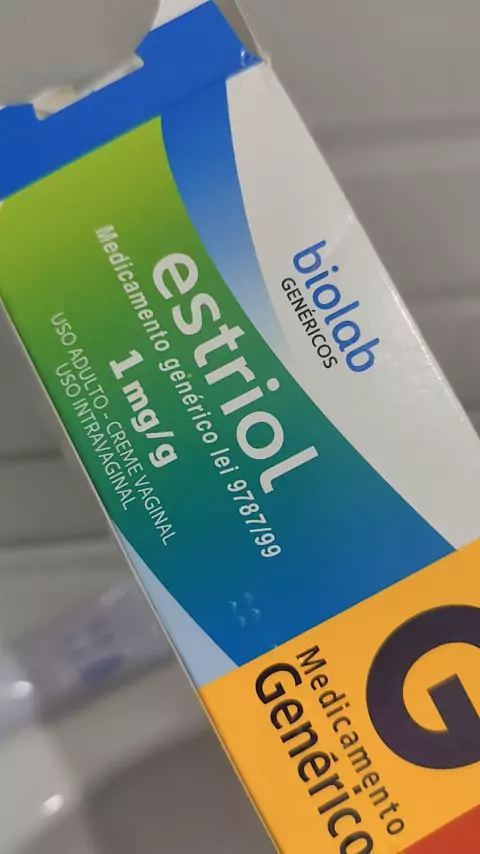 biolab
GENÉRICOS
estriol
Medicamento genérico lei 9787/99
1 mg/g
USO ADULTO - CREME VAGINAL
USO INTRAVAGINAL
G
Medicamento
Genérico